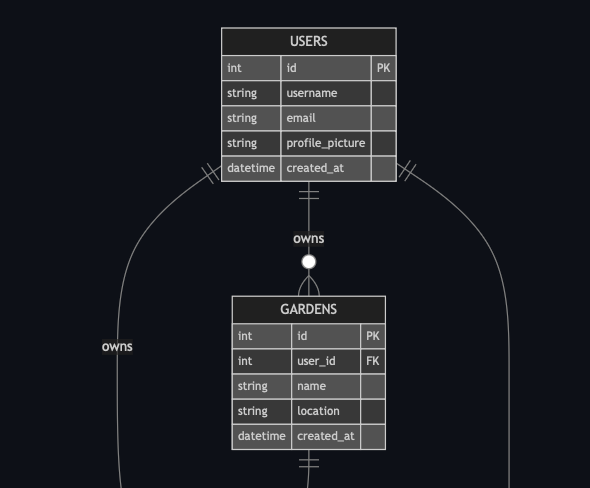 USERS
int id PK
string username
string email
string profile_picture
datetime created_at
owns
GARDENS
int id PK
owns
int user_id FK
string name
string location
datetime created_at